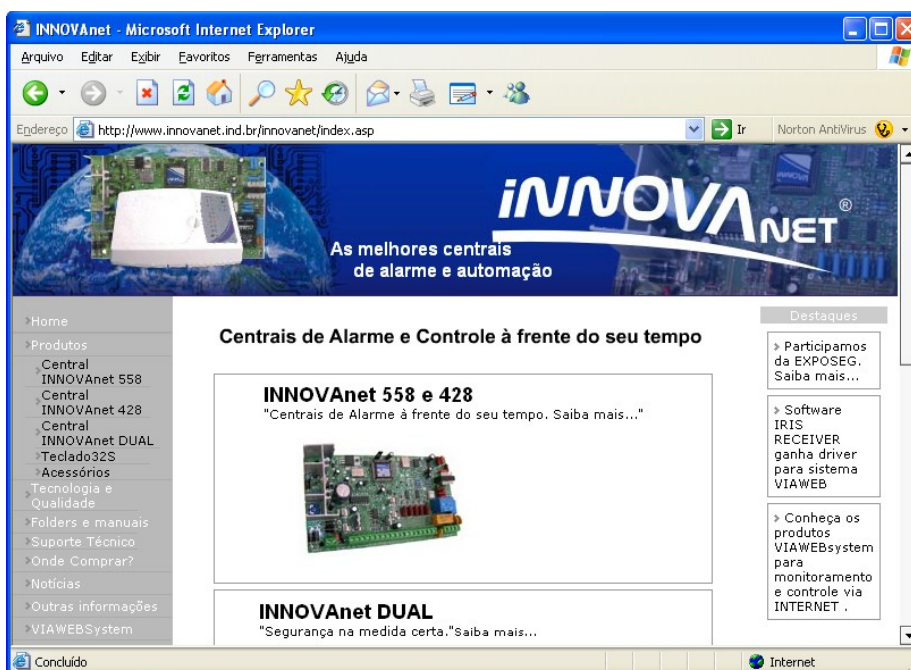 INNOVAnet - Microsoft Internet Explorer
Arquivo Editar Exibir Favoritos Ferramentas Ajuda
Endereço http://www.innovanet.ind.br/innovanet/index.asp Ir Norton AntiVirus
iNNOVANET®
As melhores centrais
de alarme e automação
Home
Produtos
Central
INNOVAnet 558
Central
INNOVAnet 428
Central
INNOVAnet DUAL
Teclado32S
Acessórios
Tecnologia e
Qualidade
Folders e manuais
Suporte Técnico
Onde Comprar?
Notícias
Outras informações
VIAWEBSystem
Centrais de Alarme e Controle à frente do seu tempo
INNOVAnet 558 e 428
"Centrais de Alarme à frente do seu tempo. Saiba mais..."
INNOVAnet DUAL
"Segurança na medida certa."Saiba mais...
Destaques
Participamos
da EXPOSEG.
Saiba mais...
Software
IRIS
RECEIVER
ganha driver
para sistema
VIAWEB
Conheça os
produtos
VIAWEBsystem
para
monitoramento
e controle via
INTERNET .
Concluído
Internet